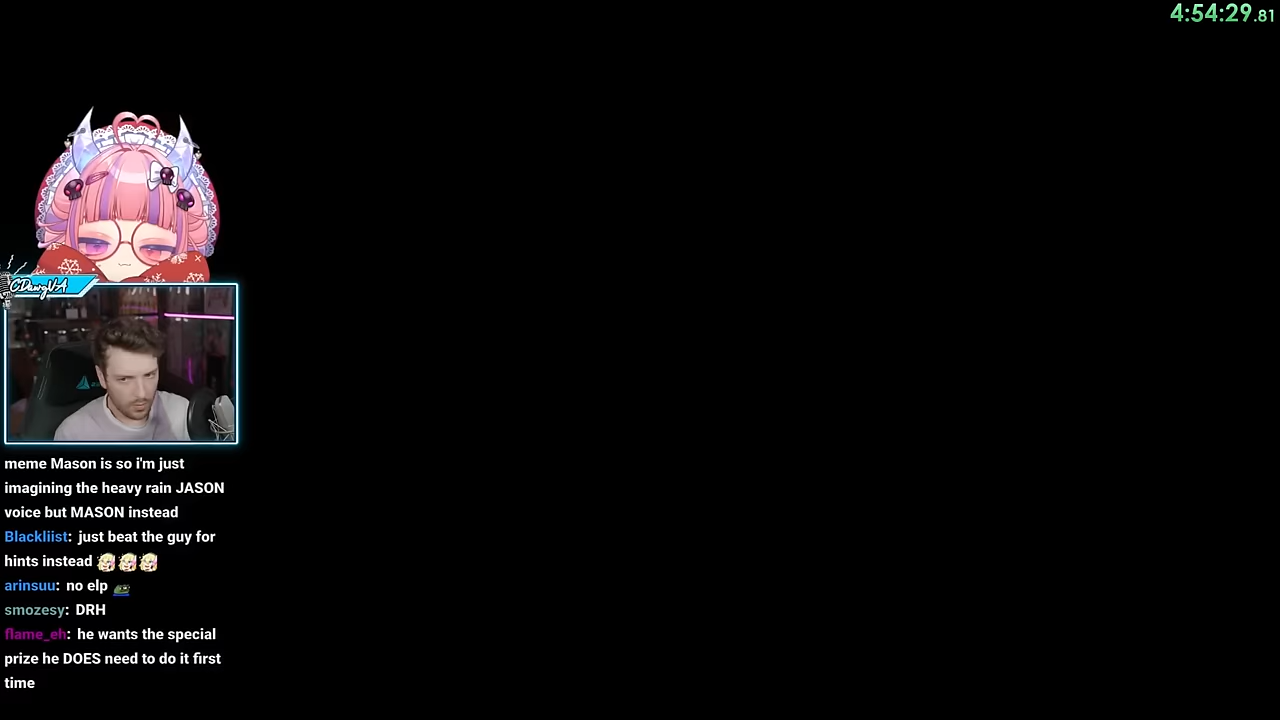 4:54:29.81
CDawgVA
meme Mason is so i'm just
imagining the heavy rain JASON
voice but MASON instead
Blackliist: just beat the guy for
hints instead
arinsuu: no elp
smozesy: DRH
flame_eh: he wants the special
prize he DOES need to do it first
time